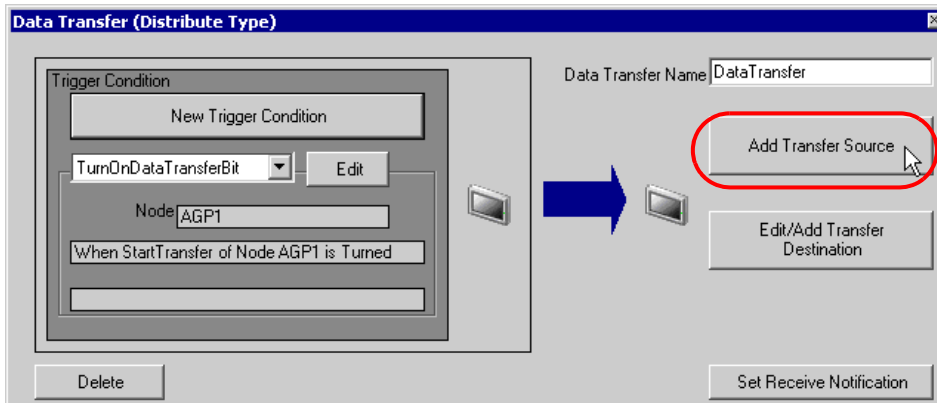 Data Transfer (Distribute Type)
Trigger Condition
New Trigger Condition
TurnOnDataTransferBit
Edit
Node
AGP1
When StartTransfer of Node AGP1 is Turned
Data Transfer Name
DataTransfer
Add Transfer Source
Edit/Add Transfer
Destination
Delete
Set Receive Notification